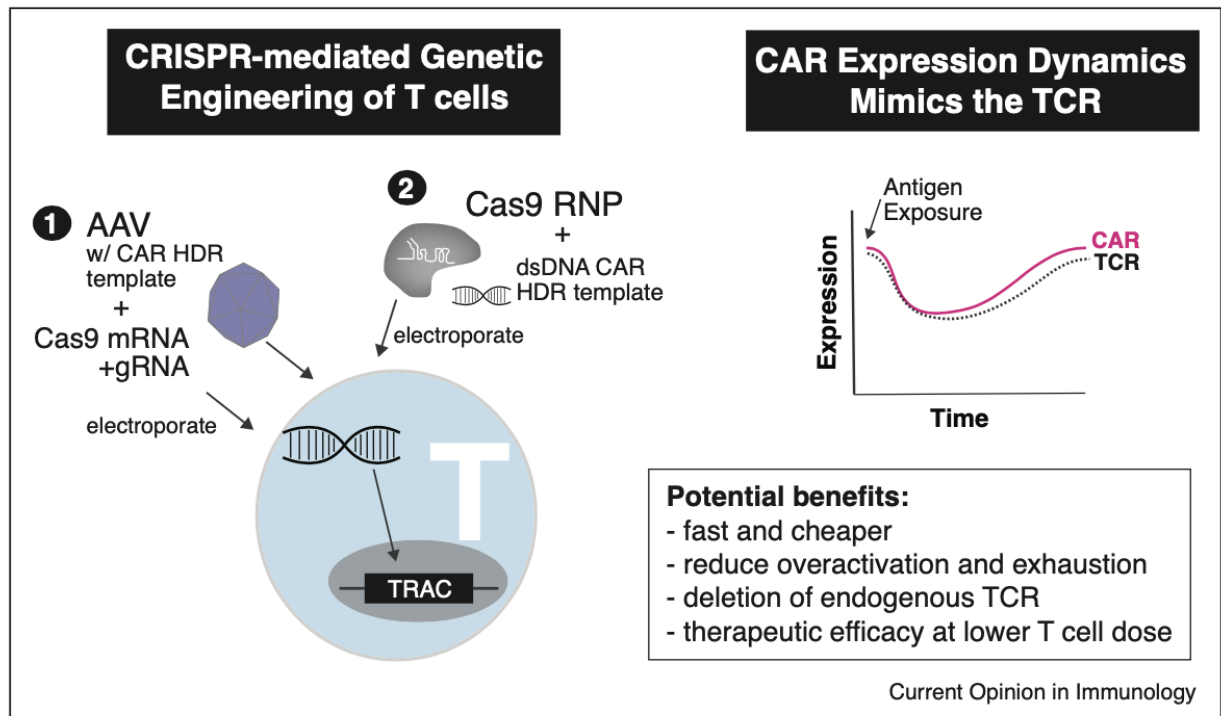 CRISPR-mediated Genetic
Engineering of T cells
CAR Expression Dynamics
Mimics the TCR
1
AAV
w/ CAR HDR
template
+
Cas9 mRNA
+gRNA
electroporate
2
Cas9 RNP
+
dsDNA CAR
HDR template
electroporate
T
TRAC
Antigen
Exposure
CAR
TCR
Expression
Time
Potential benefits:
- fast and cheaper
- reduce overactivation and exhaustion
- deletion of endogenous TCR
- therapeutic efficacy at lower T cell dose
Current Opinion in Immunology